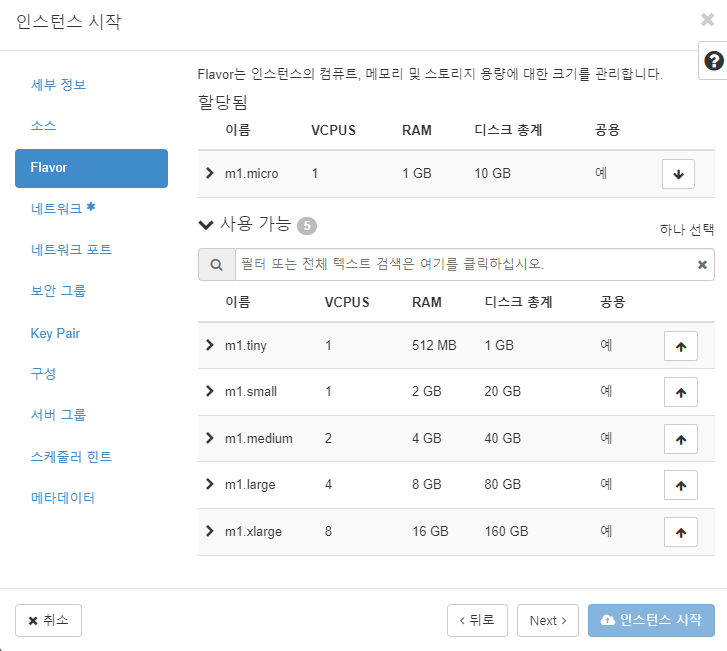 인스턴스 시작
세부 정보
소스
Flavor
네트워크 *
네트워크 포트
보안 그룹
Key Pair
구성
서버 그룹
스케줄러 힌트
메타데이터
Flavor는 인스턴스의 컴퓨트, 메모리 및 스토리지 용량에 대한 크기를 관리합니다.
할당됨
이름 VCPUS RAM 디스크 총계 공용
m1.micro 1 1 GB 10 GB 예
사용 가능 5 하나 선택
필터 또는 전체 텍스트 검색은 여기를 클릭하십시오.
이름 VCPUS RAM 디스크 총계 공용
m1.tiny 1 512 MB 1 GB 예
m1.small 1 2 GB 20 GB 예
m1.medium 2 4 GB 40 GB 예
m1.large 4 8 GB 80 GB 예
m1.xlarge 8 16 GB 160 GB 예
× 취소 < 뒤로 Next > 인스턴스 시작